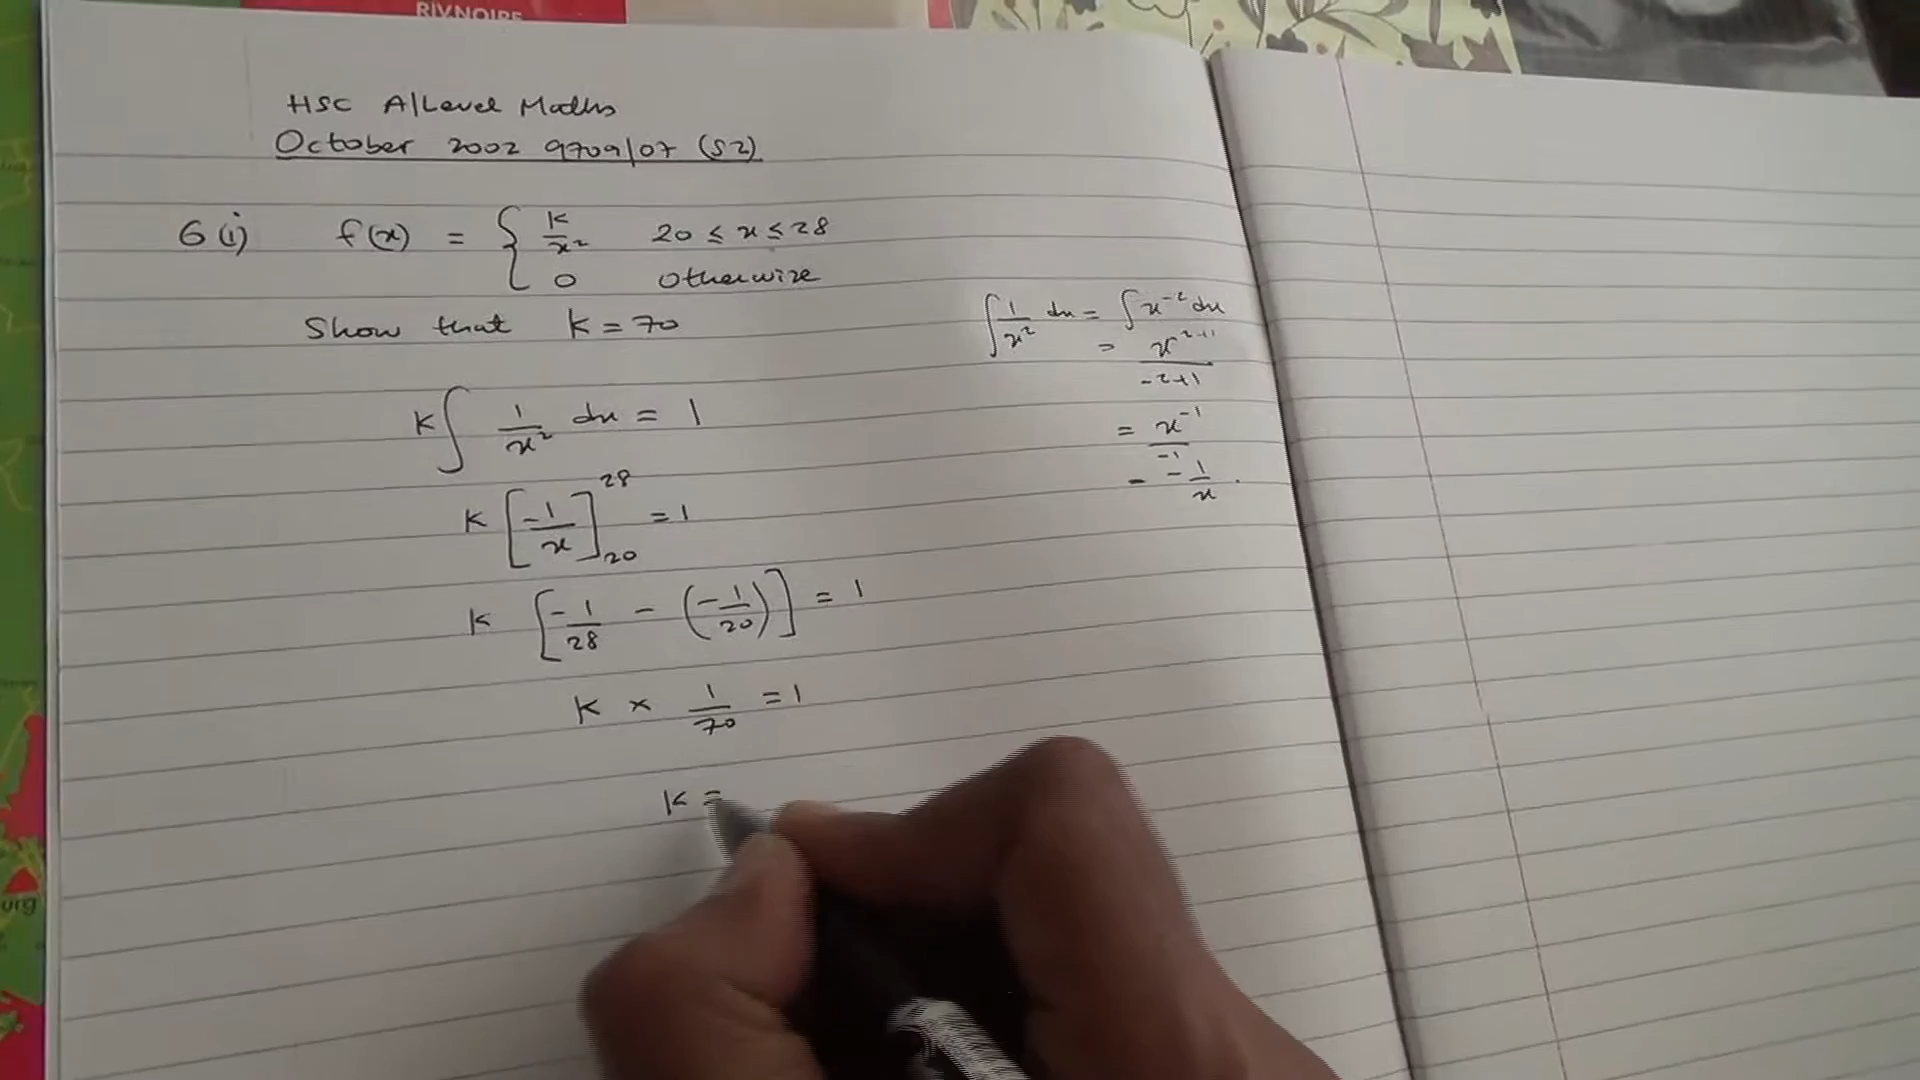 RIVNOIRE
HSC A/Level Maths
October 2002 9709/07 (S2)
6 (i) f(x) = { k/x² 20 ≤ x ≤ 28
0 otherwise
Show that k = 70
k ∫ 1/x² dx = 1
k [-1/x]²⁸₂₀ = 1
k [-1/28 - (-1/20)] = 1
k × 1/70 = 1
k =
∫ 1/x² dx = ∫ x⁻² dx
= x⁻²⁺¹/-2+1
= x⁻¹/-1
= -1/x.
urg